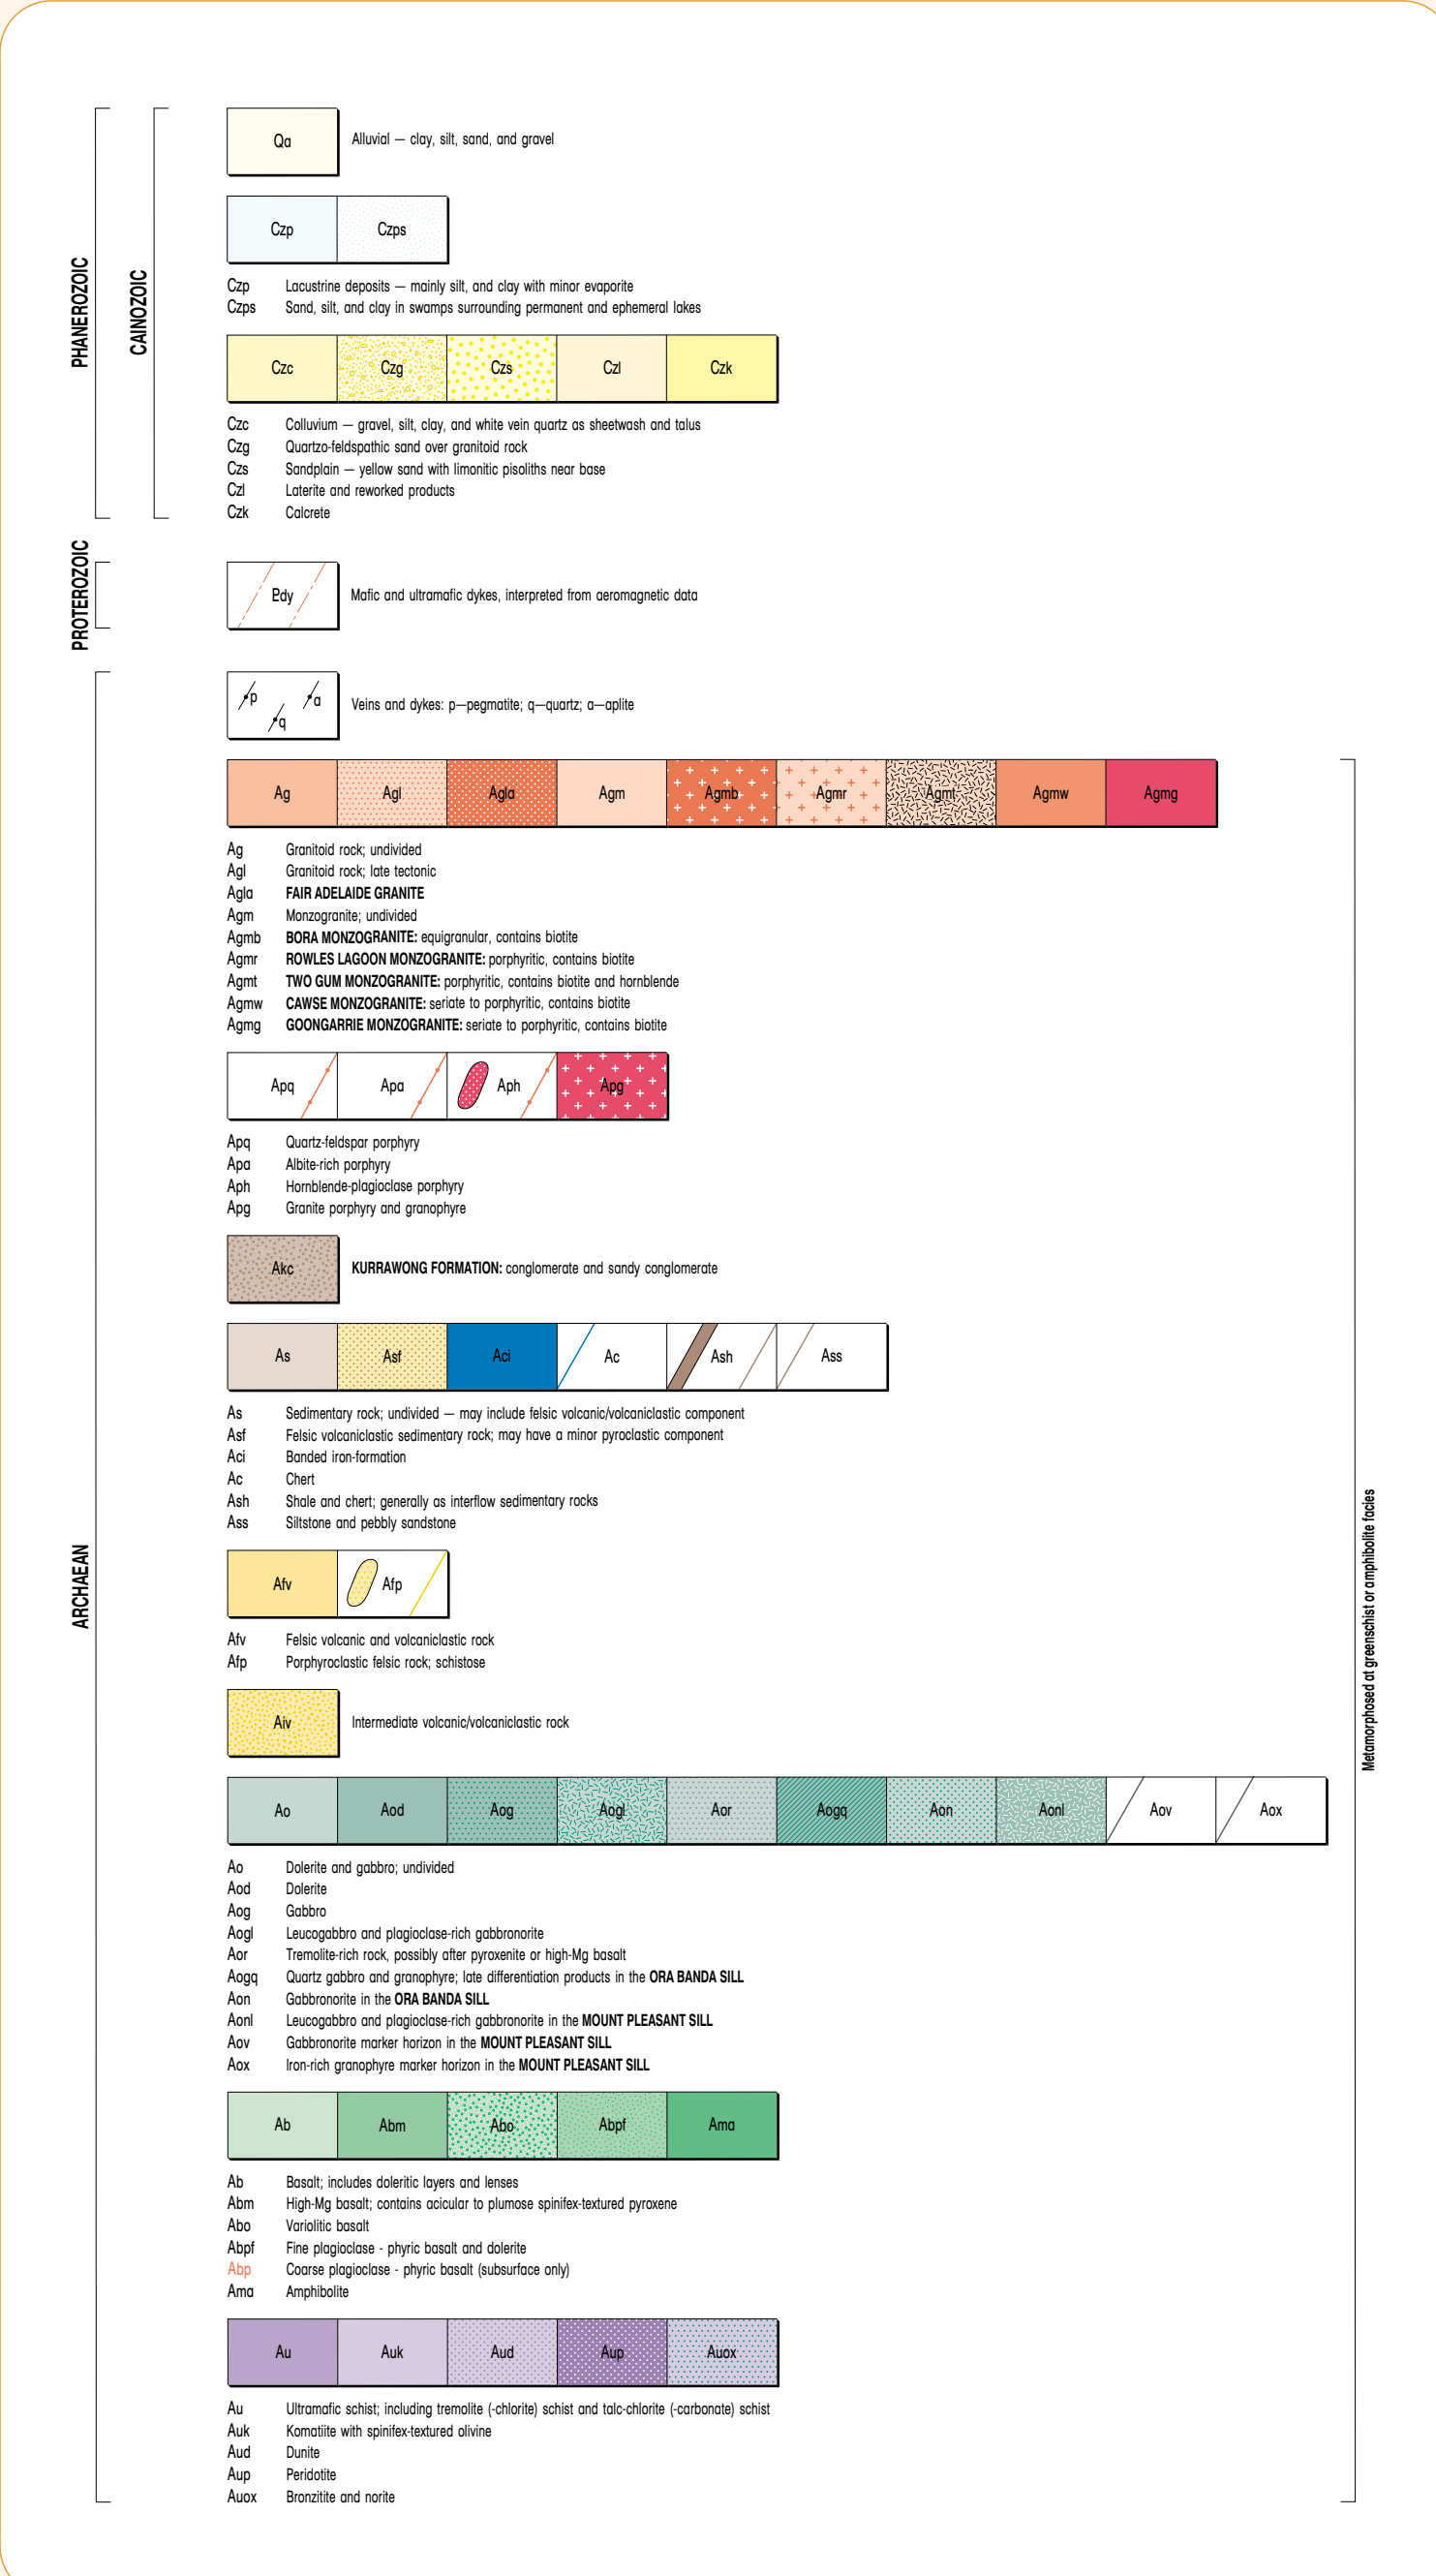 PHANEROZOIC
CAINOZOIC
Qa Alluvial — clay, silt, sand, and gravel
Czp Czps
Czp Lacustrine deposits — mainly silt, and clay with minor evaporite
Czps Sand, silt, and clay in swamps surrounding permanent and ephemeral lakes
Czc Czg Czs Czl Czk
Czc Colluvium — gravel, silt, clay, and white vein quartz as sheetwash and talus
Czg Quartzo-feldspathic sand over granitoid rock
Czs Sandplain — yellow sand with limonitic pisoliths near base
Czl Laterite and reworked products
Czk Calcrete
PROTEROZOIC
Pdy Mafic and ultramafic dykes, interpreted from aeromagnetic data
ARCHAEAN
p q a Veins and dykes: p—pegmatite; q—quartz; a—aplite
Ag Agl Agla Agm Agmb Agmr Agmt Agmw Agmg
Ag Granitoid rock; undivided
Agl Granitoid rock; late tectonic
Agla FAIR ADELAIDE GRANITE
Agm Monzogranite; undivided
Agmb BORA MONZOGRANITE: equigranular, contains biotite
Agmr ROWLES LAGOON MONZOGRANITE: porphyritic, contains biotite
Agmt TWO GUM MONZOGRANITE: porphyritic, contains biotite and hornblende
Agmw CAWSE MONZOGRANITE: seriate to porphyritic, contains biotite
Agmg GOONGARRIE MONZOGRANITE: seriate to porphyritic, contains biotite
Apq Apa Aph Apg
Apq Quartz-feldspar porphyry
Apa Albite-rich porphyry
Aph Hornblende-plagioclase porphyry
Apg Granite porphyry and granophyre
Akc KURRAWONG FORMATION: conglomerate and sandy conglomerate
As Asf Aci Ac Ash Ass
As Sedimentary rock; undivided — may include felsic volcanic/volcaniclastic component
Asf Felsic volcaniclastic sedimentary rock; may have a minor pyroclastic component
Aci Banded iron-formation
Ac Chert
Ash Shale and chert; generally as interflow sedimentary rocks
Ass Siltstone and pebbly sandstone
Afv Afp
Afv Felsic volcanic and volcaniclastic rock
Afp Porphyroclastic felsic rock; schistose
Aiv Intermediate volcanic/volcaniclastic rock
Ao Aod Aog Aogl Aor Aogq Aon Aonl Aov Aox
Ao Dolerite and gabbro; undivided
Aod Dolerite
Aog Gabbro
Aogl Leucogabbro and plagioclase-rich gabbronorite
Aor Tremolite-rich rock, possibly after pyroxenite or high-Mg basalt
Aogq Quartz gabbro and granophyre; late differentiation products in the ORA BANDA SILL
Aon Gabbronorite in the ORA BANDA SILL
Aonl Leucogabbro and plagioclase-rich gabbronorite in the MOUNT PLEASANT SILL
Aov Gabbronorite marker horizon in the MOUNT PLEASANT SILL
Aox Iron-rich granophyre marker horizon in the MOUNT PLEASANT SILL
Ab Abm Abo Abpf Ama
Ab Basalt; includes doleritic layers and lenses
Abm High-Mg basalt; contains acicular to plumose spinifex-textured pyroxene
Abo Variolitic basalt
Abpf Fine plagioclase - phyric basalt and dolerite
Abp Coarse plagioclase - phyric basalt (subsurface only)
Ama Amphibolite
Au Auk Aud Aup Auox
Au Ultramafic schist; including tremolite (-chlorite) schist and talc-chlorite (-carbonate) schist
Auk Komatiite with spinifex-textured olivine
Aud Dunite
Aup Peridotite
Auox Bronzitite and norite
Metamorphosed at greenschist or amphibolite facies